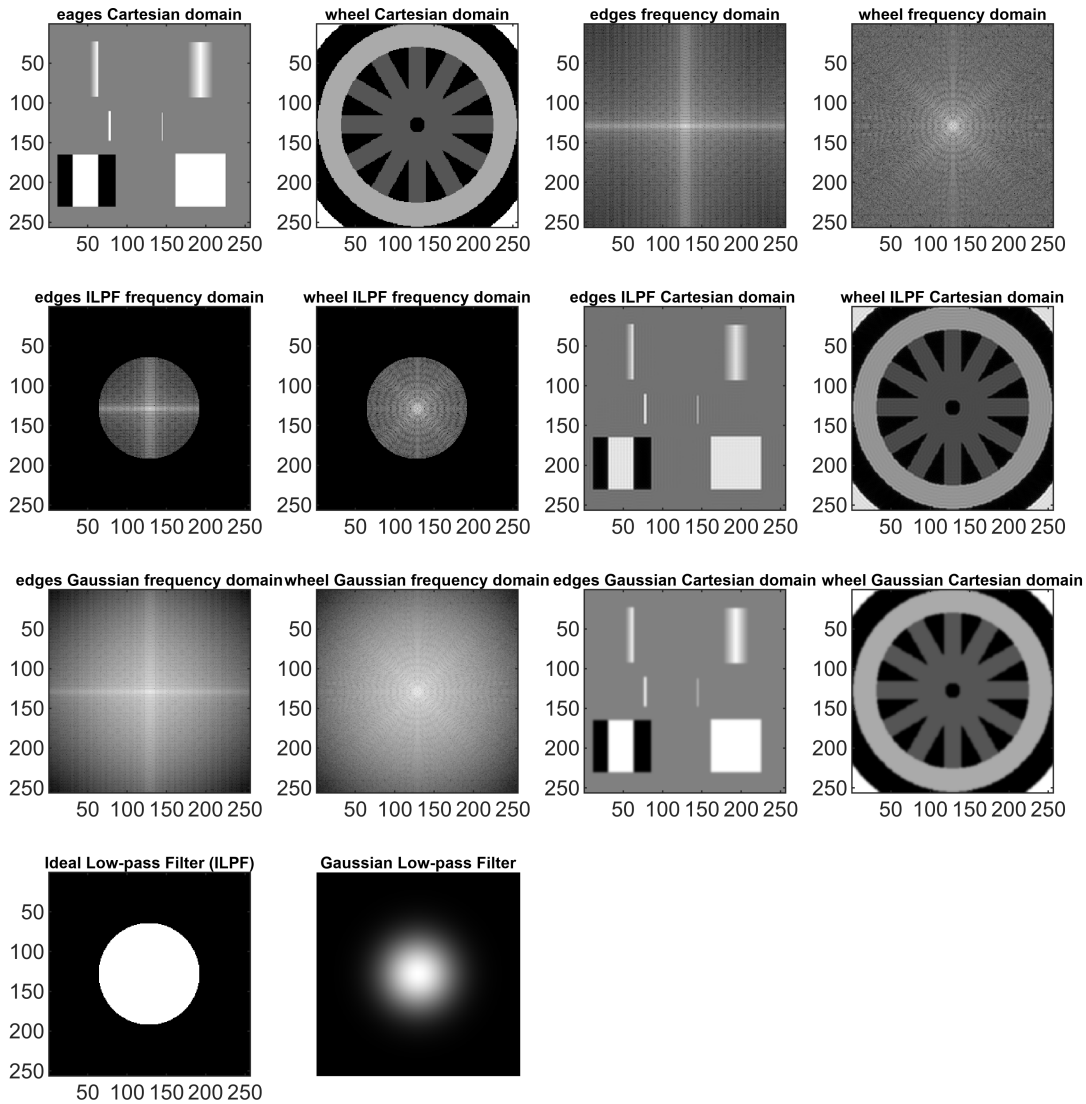 eages Cartesian domain
wheel Cartesian domain
edges frequency domain
wheel frequency domain
50
100
150
200
250
50 100 150 200 250
50
100
150
200
250
50 100 150 200 250
50
100
150
200
250
50 100 150 200 250
50
100
150
200
250
50 100 150 200 250
edges ILPF frequency domain
wheel ILPF frequency domain
edges ILPF Cartesian domain
wheel ILPF Cartesian domain
50
100
150
200
250
50 100 150 200 250
50
100
150
200
250
50 100 150 200 250
50
100
150
200
250
50 100 150 200 250
50
100
150
200
250
50 100 150 200 250
edges Gaussian frequency domain
wheel Gaussian frequency domain
edges Gaussian Cartesian domain
wheel Gaussian Cartesian domain
50
100
150
200
250
50 100 150 200 250
50
100
150
200
250
50 100 150 200 250
50
100
150
200
250
50 100 150 200 250
50
100
150
200
250
50 100 150 200 250
Ideal Low-pass Filter (ILPF)
Gaussian Low-pass Filter
50
100
150
200
250
50 100 150 200 250